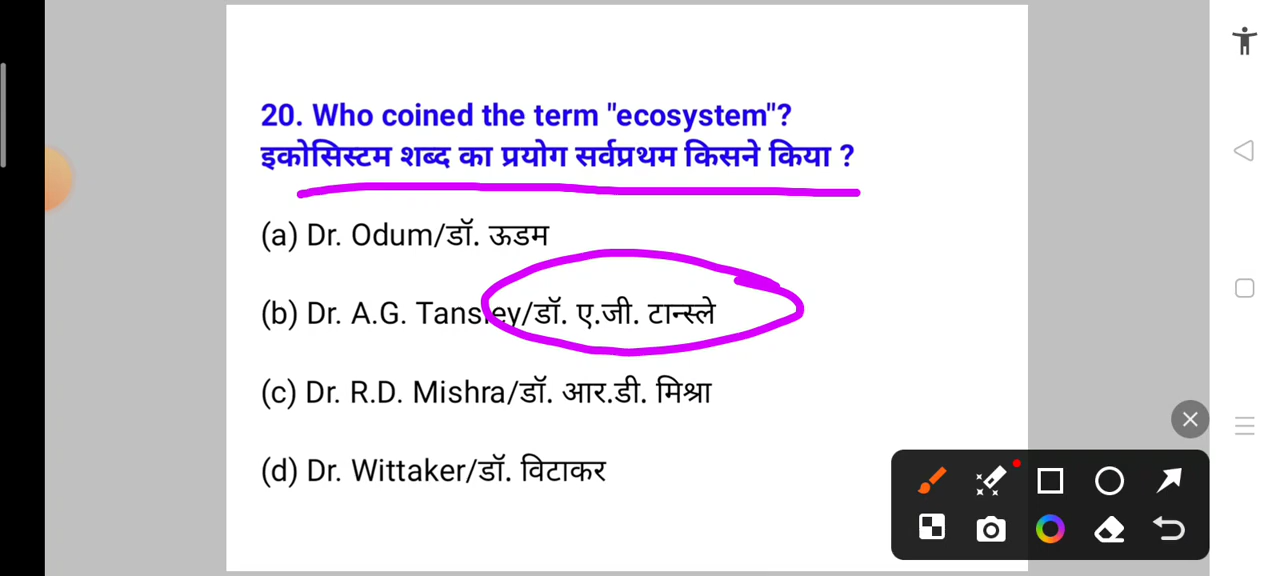 20. Who coined the term "ecosystem"?
इकोसिस्टम शब्द का प्रयोग सर्वप्रथम किसने किया ?
(a) Dr. Odum/डॉ. ऊडम
(b) Dr. A.G. Tansley/डॉ. ए.जी. टान्स्ले
(c) Dr. R.D. Mishra/डॉ. आर.डी. मिश्रा
(d) Dr. Wittaker/डॉ. विटाकर